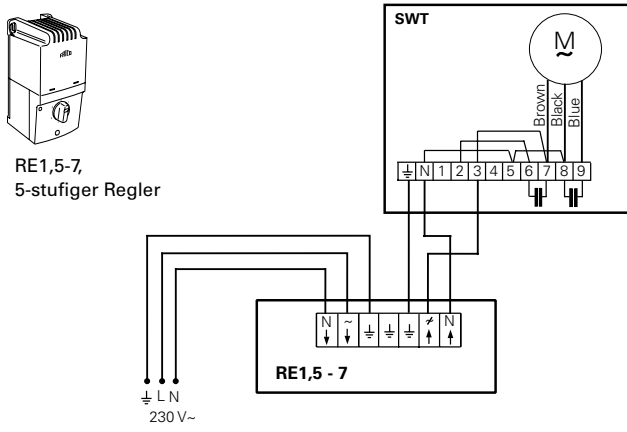 SWT
M
~
Brown
Black
Blue
RE1,5-7,
5-stufiger Regler
N 1 2 3 4 5 6 7 8 9
N ~ N
RE1,5 - 7
L N
230 V~